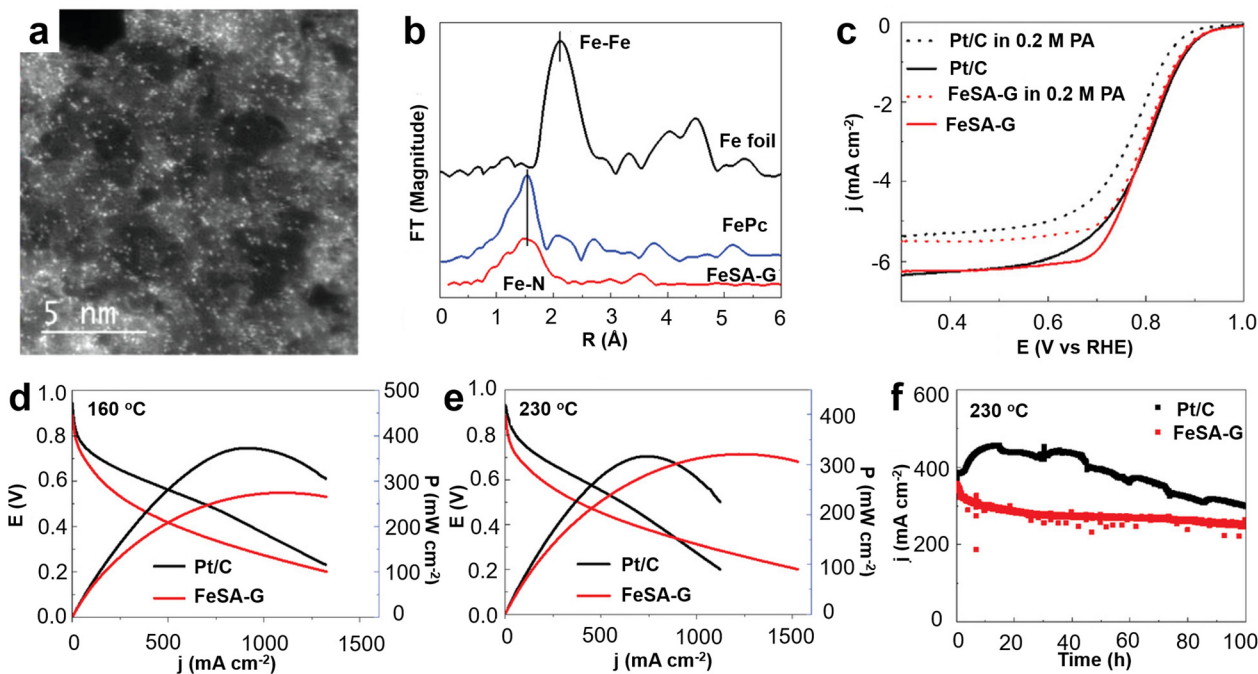 a
5 nm
b
Fe-Fe
Fe foil
FePc
FeSA-G
Fe-N
FT (Magnitude)
0 1 2 3 4 5 6
R (Å)
c
Pt/C in 0.2 M PA
Pt/C
FeSA-G in 0.2 M PA
FeSA-G
j (mA cm-2)
0
-2
-4
-6
0.4 0.6 0.8 1.0
E (V vs RHE)
d
160 oC
E (V)
1.0
0.8
0.6
0.4
0.2
0.0
Pt/C
FeSA-G
500
400
300
200
100
0
P (mW cm-2)
0 500 1000 1500
j (mA cm-2)
e
230 oC
E (V)
1.0
0.8
0.6
0.4
0.2
0.0
Pt/C
FeSA-G
400
300
200
100
0
P (mW cm-2)
0 500 1000 1500
j (mA cm-2)
f
230 oC
Pt/C
FeSA-G
j (mA cm-2)
600
400
200
0
0 20 40 60 80 100
Time (h)